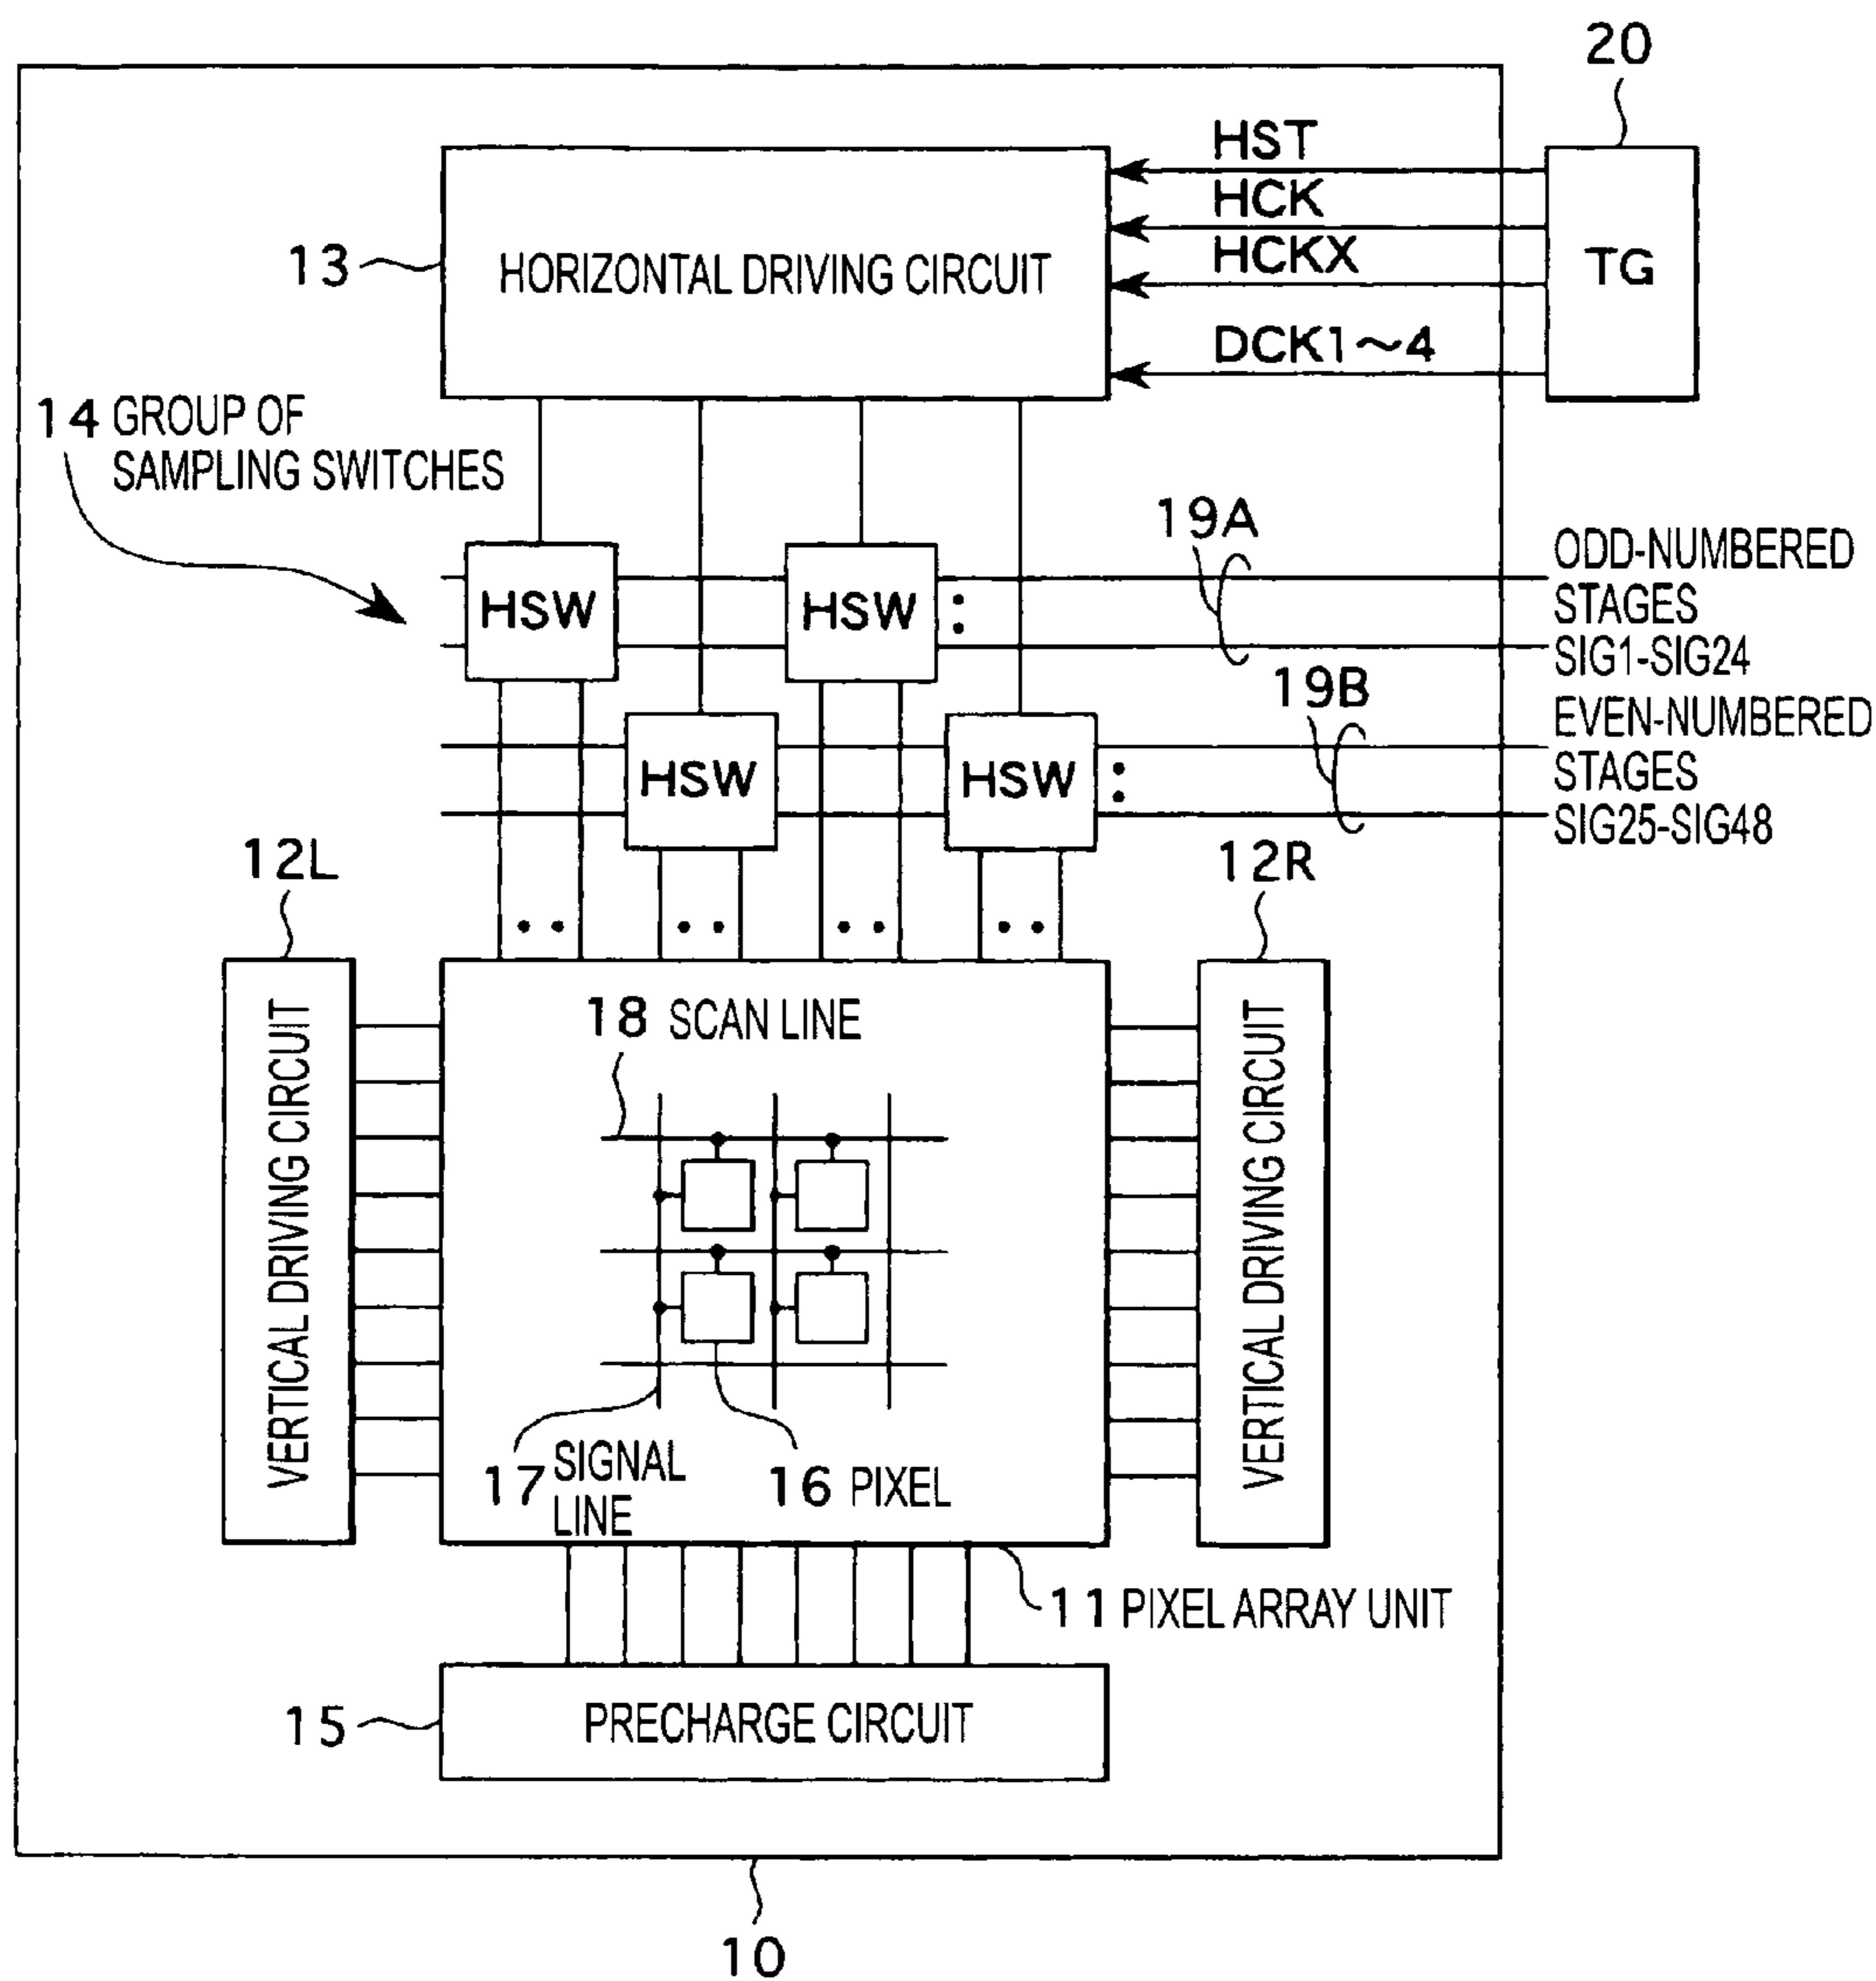 20
HST
HCK
HCKX
DCK1～4
TG
13
HORIZONTAL DRIVING CIRCUIT
14 GROUP OF
SAMPLING SWITCHES
19A
HSW
HSW
ODD-NUMBERED
STAGES
SIG1-SIG24
19B
HSW
HSW
EVEN-NUMBERED
STAGES
SIG25-SIG48
12L
12R
VERTICAL DRIVING CIRCUIT
18 SCAN LINE
VERTICAL DRIVING CIRCUIT
17 SIGNAL
LINE
16 PIXEL
11 PIXEL ARRAY UNIT
15
PRECHARGE CIRCUIT
10